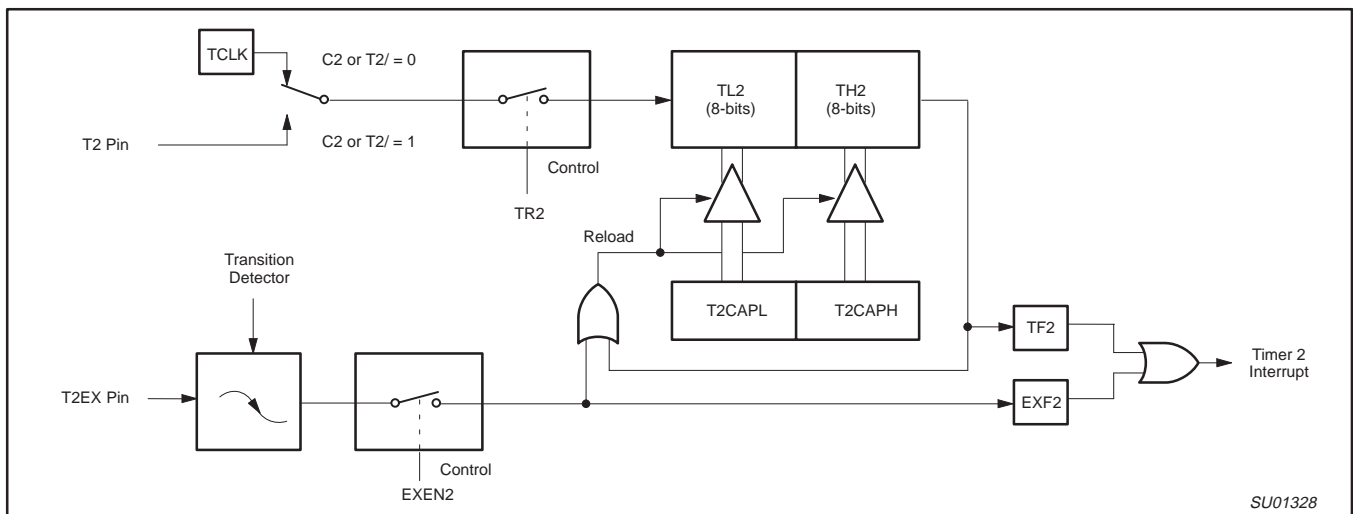 TCLK
C2 or T2/ = 0
T2 Pin
C2 or T2/ = 1
Control
TR2
TL2
(8-bits)
TH2
(8-bits)
Reload
Transition
Detector
T2CAPL
T2CAPH
TF2
Timer 2
Interrupt
T2EX Pin
EXF2
Control
EXEN2
SU01328